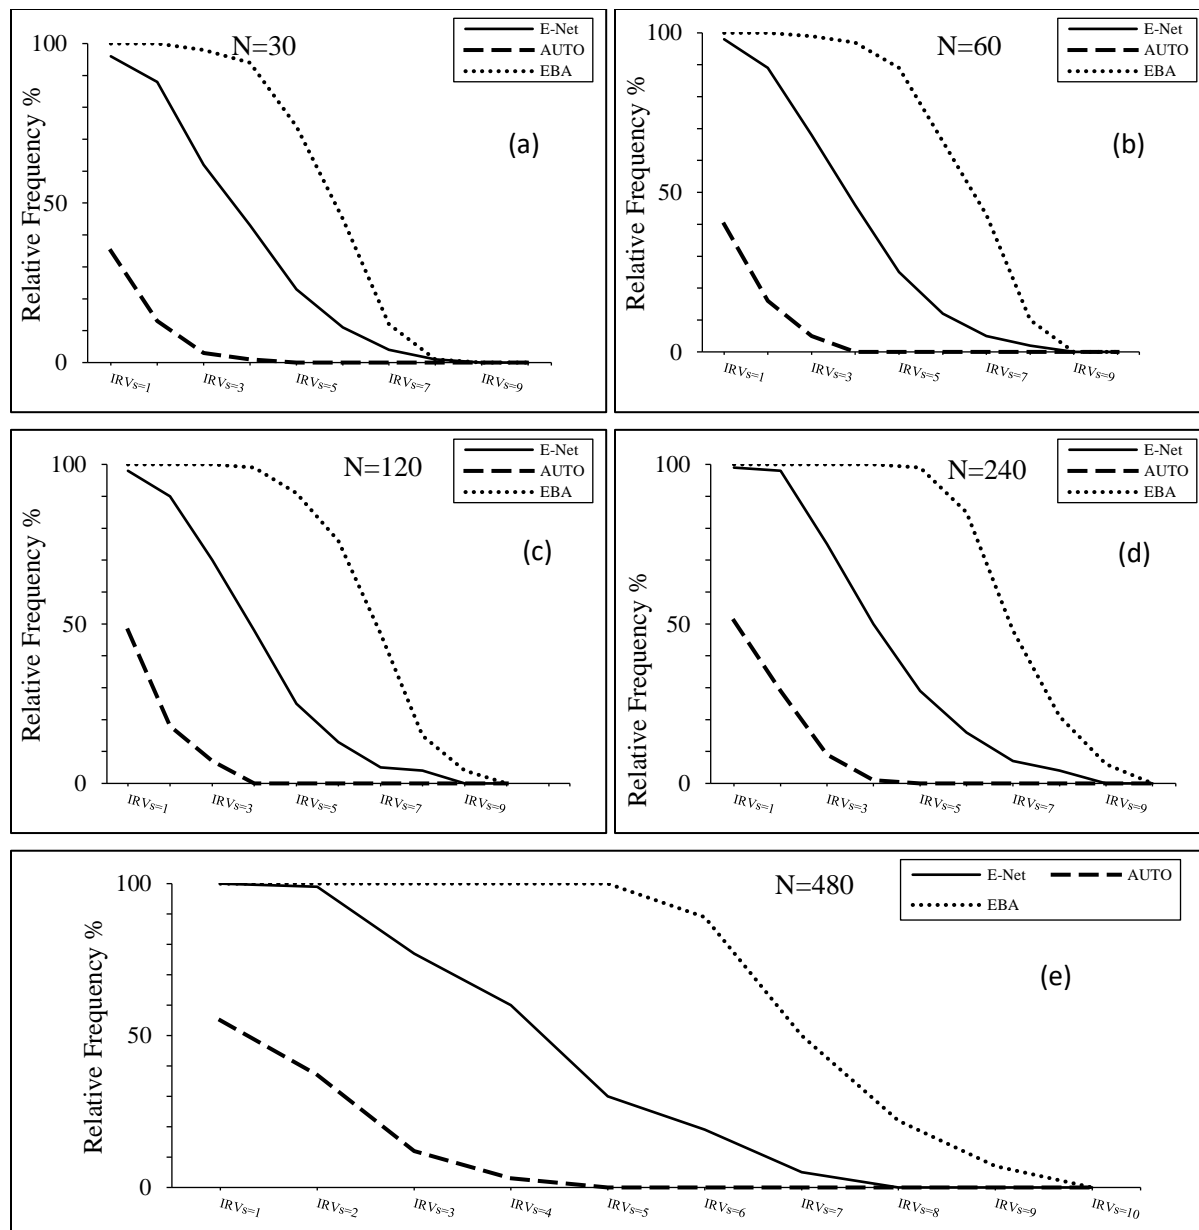 E-Net
AUTO
EBA
N=30
(a)
Relative Frequency %
100
50
0
IRVs=1
IRVs=3
IRVs=5
IRVs=7
IRVs=9
E-Net
AUTO
EBA
N=60
(b)
Relative Frequency %
100
50
0
IRVs=1
IRVs=3
IRVs=5
IRVs=7
IRVs=9
E-Net
AUTO
EBA
N=120
(c)
Relative Frequency %
100
50
0
IRVs=1
IRVs=3
IRVs=5
IRVs=7
IRVs=9
E-Net
AUTO
EBA
N=240
(d)
Relative Frequency %
100
50
0
IRVs=1
IRVs=3
IRVs=5
IRVs=7
IRVs=9
E-Net AUTO
EBA
N=480
(e)
Relative Frequency %
100
50
0
IRVs=1
IRVs=2
IRVs=3
IRVs=4
IRVs=5
IRVs=6
IRVs=7
IRVs=8
IRVs=9
IRVs=10